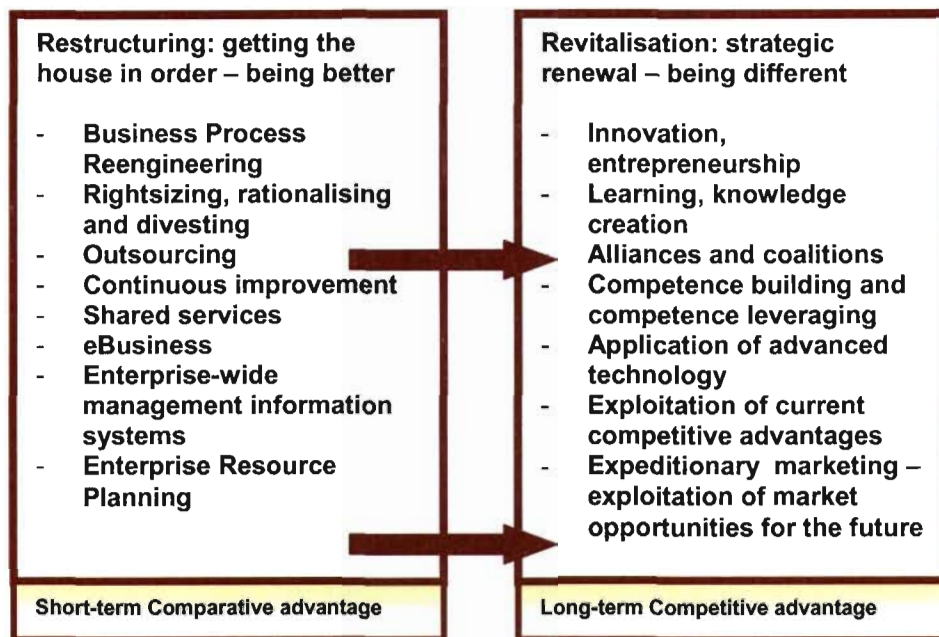 Restructuring: getting the
house in order – being better
- Business Process
Reengineering
- Rightsizing, rationalising
and divesting
- Outsourcing
- Continuous improvement
- Shared services
- eBusiness
- Enterprise-wide
management information
systems
- Enterprise Resource
Planning
Short-term Comparative advantage
Revitalisation: strategic
renewal – being different
- Innovation,
entrepreneurship
- Learning, knowledge
creation
- Alliances and coalitions
- Competence building and
competence leveraging
- Application of advanced
technology
- Exploitation of current
competitive advantages
- Expeditionary marketing –
exploitation of market
opportunities for the future
Long-term Competitive advantage